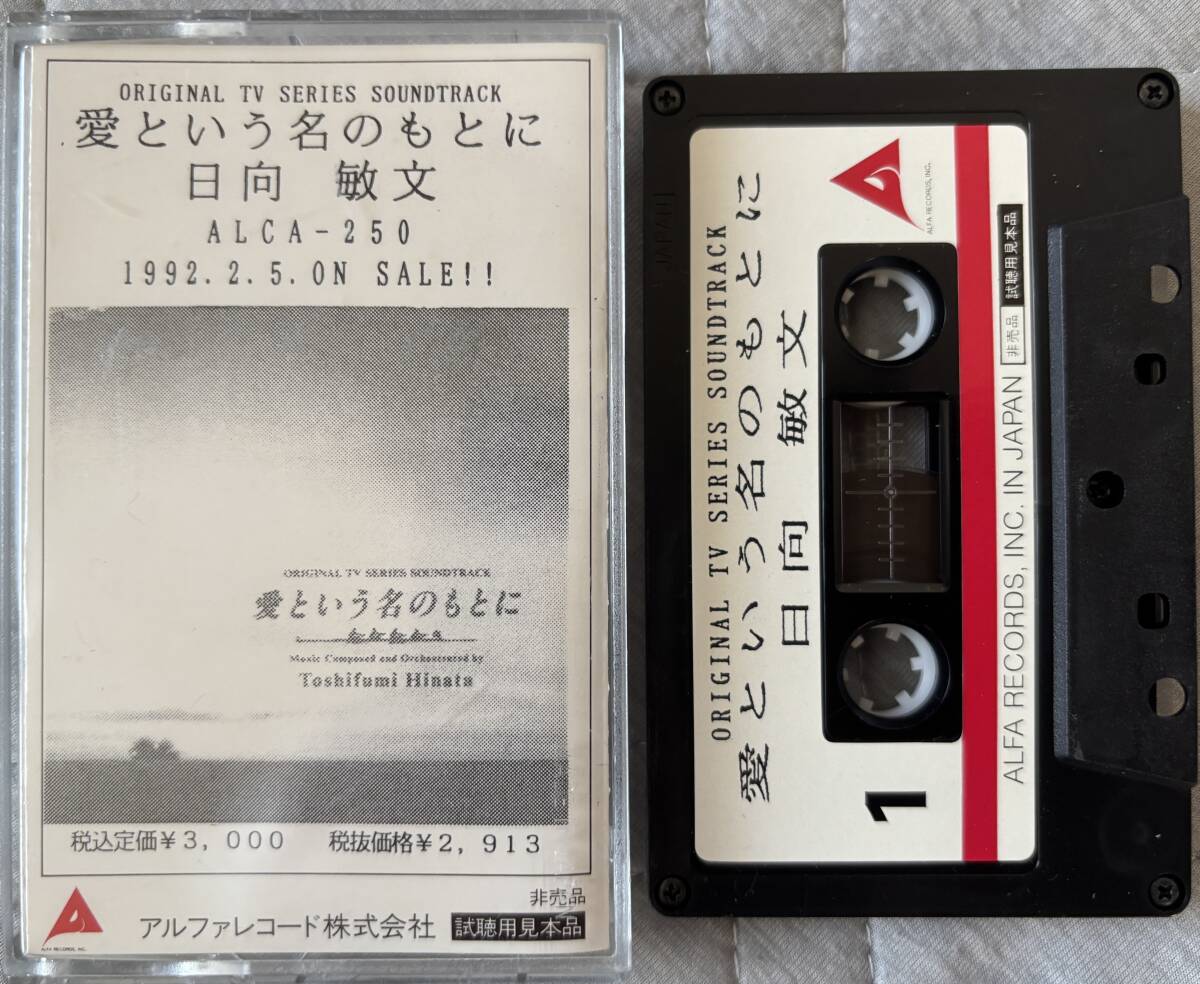 ORIGINAL TV SERIES SOUNDTRACK
愛という名のもとに
日向 敏文
ALCA-250
1992.2.5.ON SALE!!
ORIGINAL TV SERIES SOUNDTRACK
愛という名のもとに
Music Composed and Orchestrated by
Toshifumi Hinata
税込定価¥3,000 税抜価格¥2,913
非売品
ALFA RECORDS, INC.
アルファレコード株式会社 試聴用見本品
ORIGINAL TV SERIES SOUNDTRACK
愛という名のもとに
日向 敏文
1
ALFA RECORDS, INC.
ALFA RECORDS, INC. IN JAPAN 非売品 試聴用見本品
JAPAN